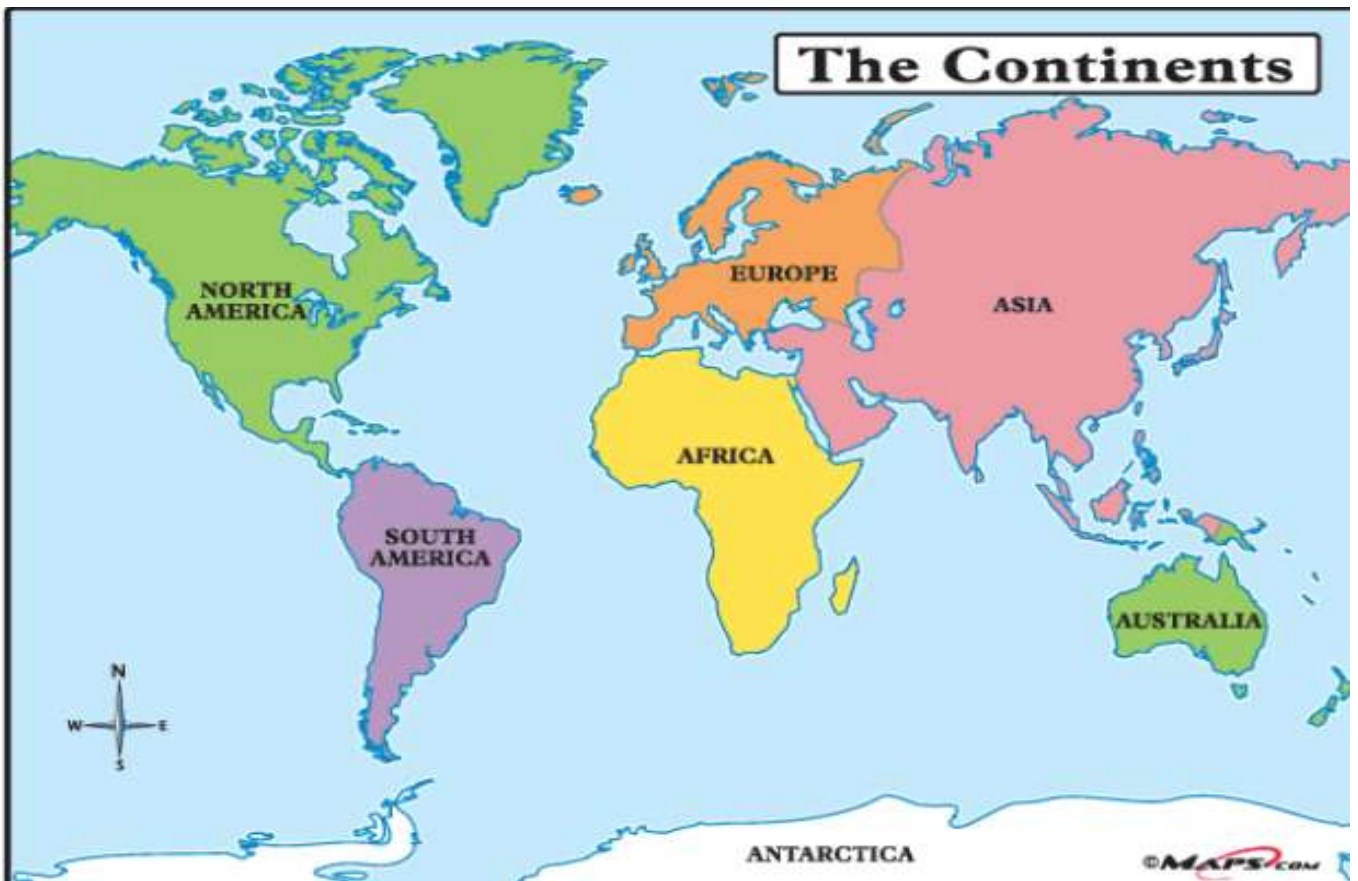 The Continents
NORTH
AMERICA
EUROPE
ASIA
AFRICA
SOUTH
AMERICA
AUSTRALIA
N
W E
S
ANTARCTICA
©MAPS.COM